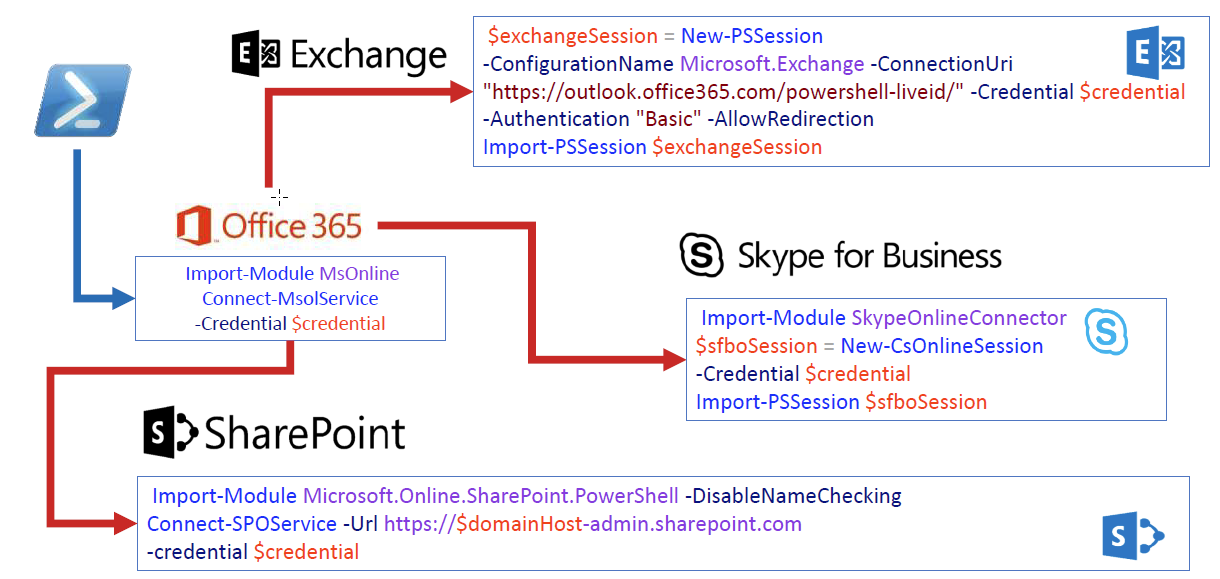 Exchange
$exchangeSession = New-PSSession
-ConfigurationName Microsoft.Exchange -ConnectionUri
"https://outlook.office365.com/powershell-liveid/" -Credential $credential
-Authentication "Basic" -AllowRedirection
Import-PSSession $exchangeSession
Office 365
Import-Module MsOnline
Connect-MsolService
-Credential $credential
Skype for Business
Import-Module SkypeOnlineConnector
$sfboSession = New-CsOnlineSession
-Credential $credential
Import-PSSession $sfboSession
SharePoint
Import-Module Microsoft.Online.SharePoint.PowerShell -DisableNameChecking
Connect-SPOService -Url https://$domainHost-admin.sharepoint.com
-credential $credential